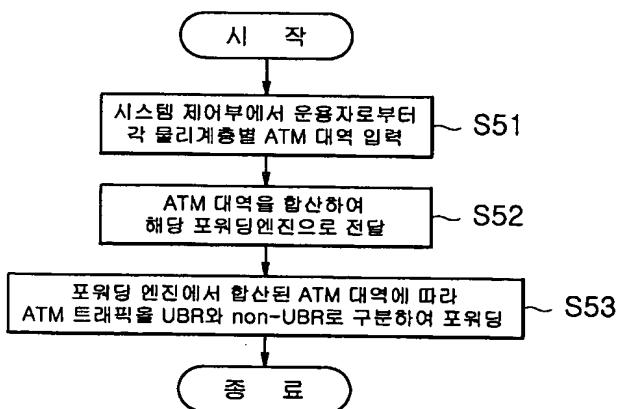 시 작
시스템 제어부에서 운용자로부터
각 물리계층별 ATM 대역 입력
S51
ATM 대역을 합산하여
해당 포워딩엔진으로 전달
S52
포워딩 엔진에서 합산된 ATM 대역에 따라
ATM 트래픽을 UBR와 non-UBR로 구분하여 포워딩
S53
종 료